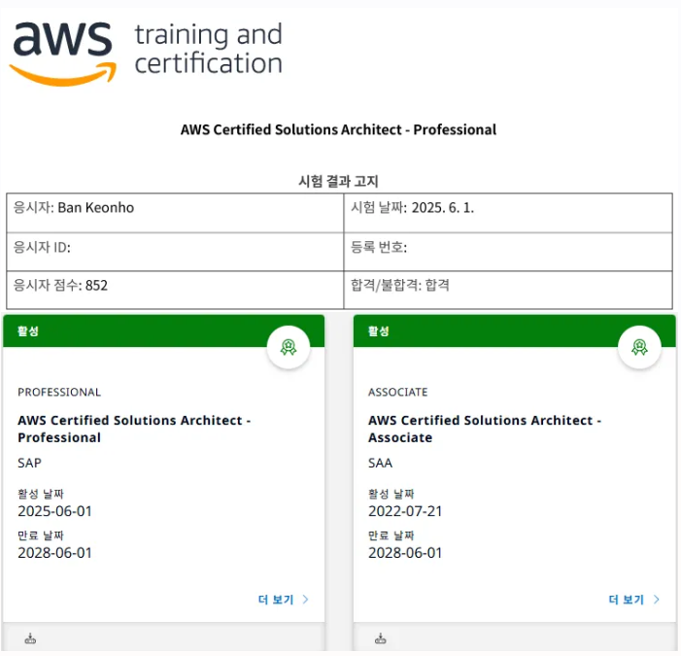 aws training and
certification
AWS Certified Solutions Architect - Professional
시험 결과 고지
응시자: Ban Keonho
시험 날짜: 2025. 6. 1.
응시자 ID:
등록 번호:
응시자 점수: 852
합격/불합격: 합격
활성
PROFESSIONAL
AWS Certified Solutions Architect -
Professional
SAP
활성 날짜
2025-06-01
만료 날짜
2028-06-01
더 보기
활성
ASSOCIATE
AWS Certified Solutions Architect -
Associate
SAA
활성 날짜
2022-07-21
만료 날짜
2028-06-01
더 보기